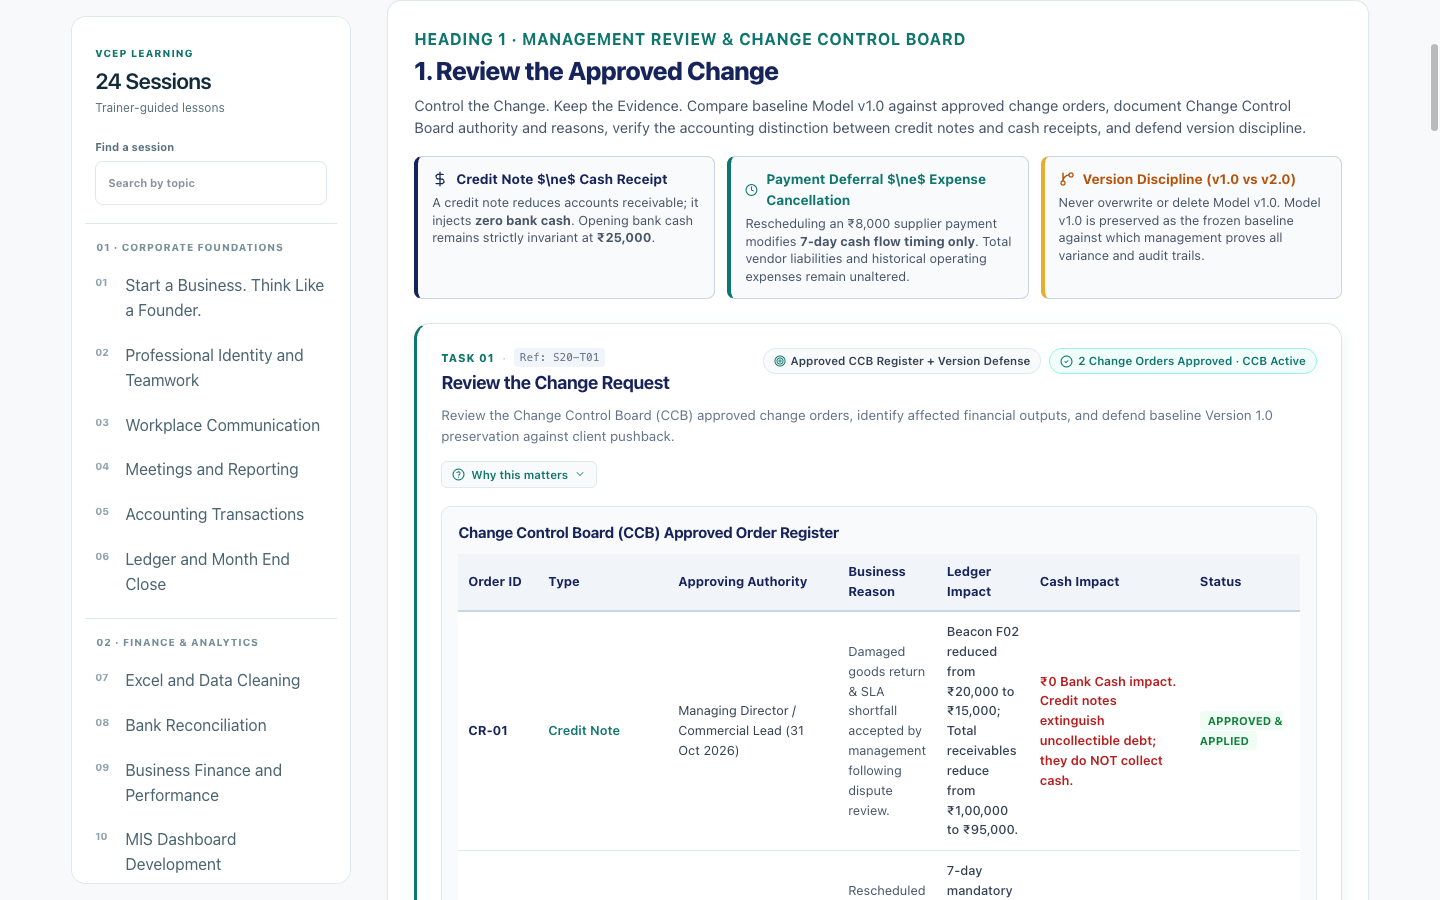 VCEP LEARNING
24 Sessions
Trainer-guided lessons
Find a session
Search by topic
01 · CORPORATE FOUNDATIONS
01 Start a Business. Think Like
a Founder.
02 Professional Identity and
Teamwork
03 Workplace Communication
04 Meetings and Reporting
05 Accounting Transactions
06 Ledger and Month End
Close
02 · FINANCE & ANALYTICS
07 Excel and Data Cleaning
08 Bank Reconciliation
09 Business Finance and
Performance
10 MIS Dashboard
Development
HEADING 1 · MANAGEMENT REVIEW & CHANGE CONTROL BOARD
1. Review the Approved Change
Control the Change. Keep the Evidence. Compare baseline Model v1.0 against approved change orders, document Change Control
Board authority and reasons, verify the accounting distinction between credit notes and cash receipts, and defend version discipline.
Credit Note $\ne$ Cash Receipt
A credit note reduces accounts receivable; it
injects zero bank cash. Opening bank cash
remains strictly invariant at ₹25,000.
Payment Deferral $\ne$ Expense
Cancellation
Rescheduling an ₹8,000 supplier payment
modifies 7-day cash flow timing only. Total
vendor liabilities and historical operating
expenses remain unaltered.
Version Discipline (v1.0 vs v2.0)
Never overwrite or delete Model v1.0. Model
v1.0 is preserved as the frozen baseline
against which management proves all
variance and audit trails.
TASK 01 · Ref: S20-T01
Approved CCB Register + Version Defense
2 Change Orders Approved · CCB Active
Review the Change Request
Review the Change Control Board (CCB) approved change orders, identify affected financial outputs, and defend baseline Version 1.0
preservation against client pushback.
Why this matters
Change Control Board (CCB) Approved Order Register
Order ID
Type
Approving Authority
Business
Reason
Ledger
Impact
Cash Impact
Status
CR-01
Credit Note
Managing Director /
Commercial Lead (31
Oct 2026)
Damaged
goods return
& SLA
shortfall
accepted by
management
following
dispute
review.
Beacon F02
reduced
from
₹20,000 to
₹15,000;
Total
receivables
reduce
from
₹1,00,000
to ₹95,000.
₹0 Bank Cash impact.
Credit notes
extinguish
uncollectible debt;
they do NOT collect
cash.
APPROVED &
APPLIED
Rescheduled
7-day
mandatory